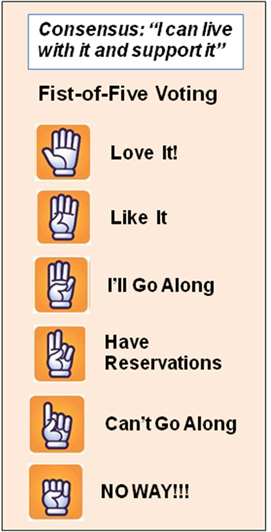 Consensus: “I can live
with it and support it”
Fist-of-Five Voting
Love It!
Like It
I’ll Go Along
Have
Reservations
Can’t Go Along
NO WAY!!!